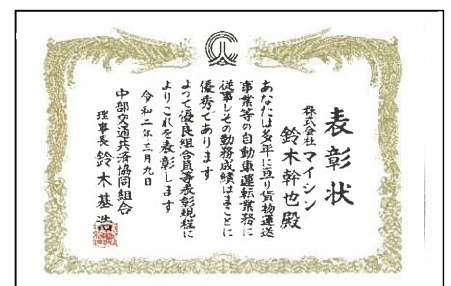 表彰状
株式会社マイシン
鈴木幹也殿
あなたは多年に亘り貨物運送
事業等の自動車運転業務に
従事しその勤務成績はまことに
優秀であります
よって優良組合員等表彰規程に
よりこれを表彰します
令和二年三月九日
中部交通共済協同組合
理事長 鈴木基浩